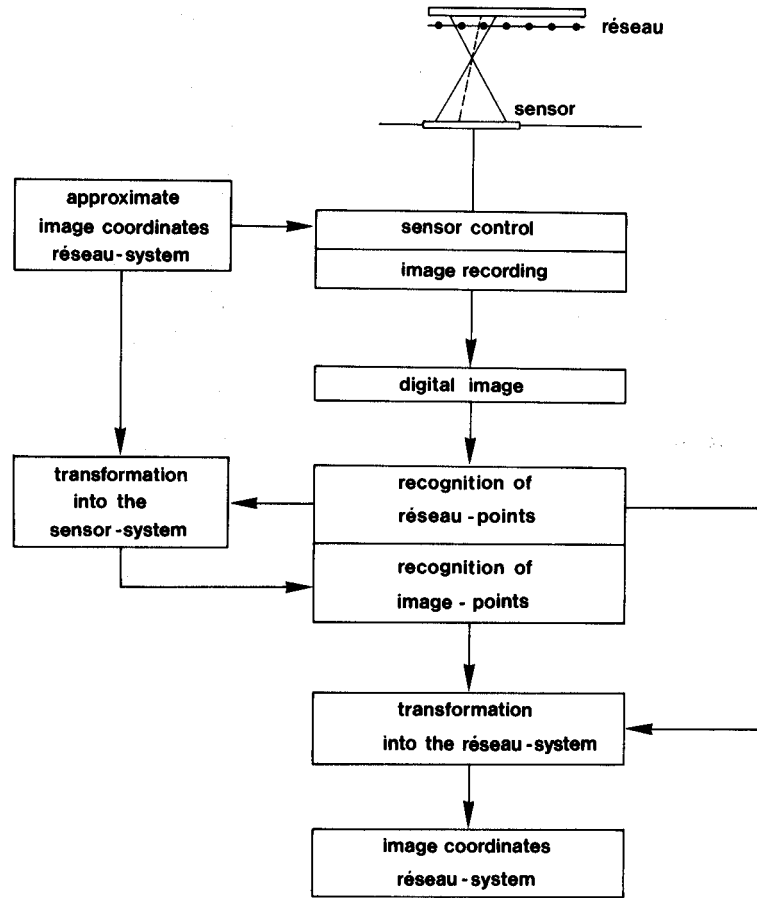 réseau
sensor
approximate
image coordinates
réseau-system
sensor control
image recording
digital image
transformation
into the
sensor-system
recognition of
réseau-points
recognition of
image-points
transformation
into the réseau-system
image coordinates
réseau-system